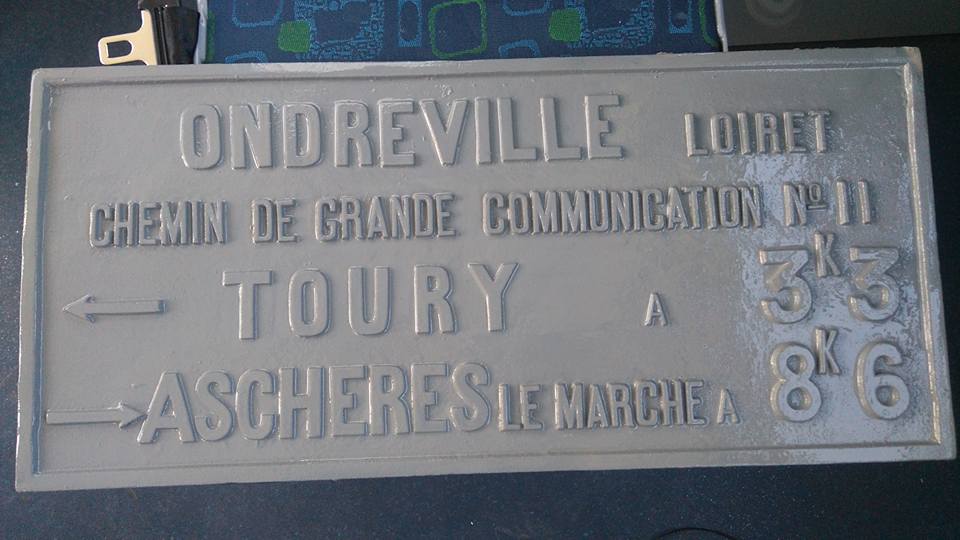 ONDREVILLE LOIRET
CHEMIN DE GRANDE COMMUNICATION Nº 11
TOURY A 3K3
ASCHERES LE MARCHE A 8K6